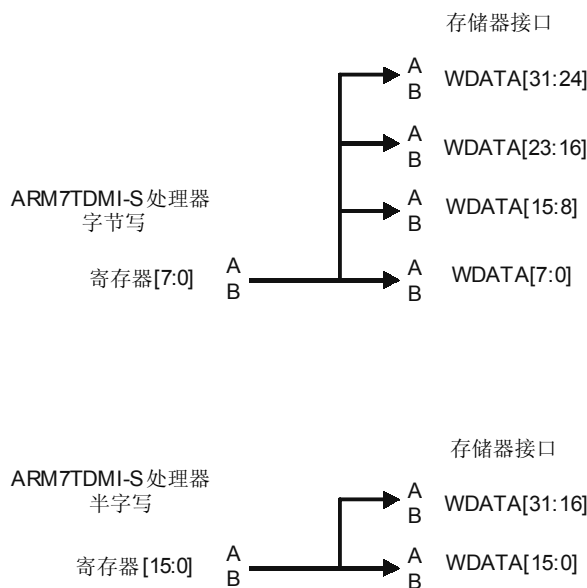 存储器接口
A
B
WDATA[31:24]
A
B
WDATA[23:16]
ARM7TDMI-S处理器
字节写
A
B
WDATA[15:8]
寄存器[7:0]
A
B
A
B
WDATA[7:0]
存储器接口
ARM7TDMI-S处理器
半字写
A
B
WDATA[31:16]
寄存器[15:0]
A
B
A
B
WDATA[15:0]